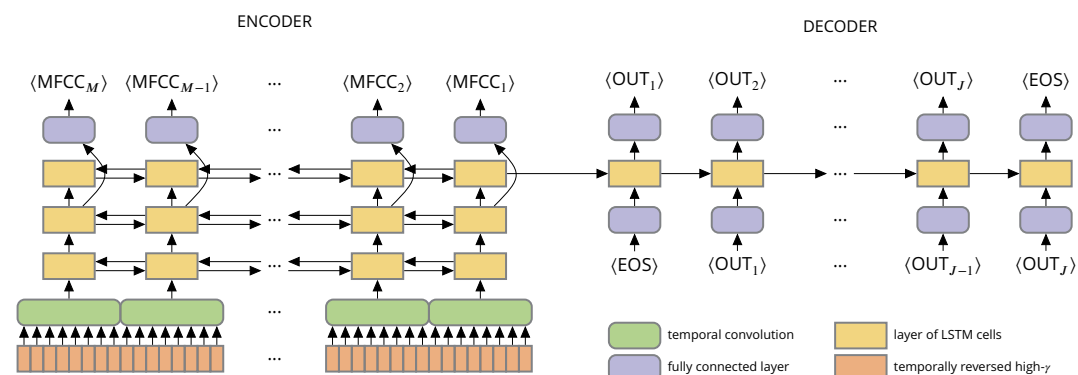 ENCODER
DECODER
⟨MFCC_M⟩ ⟨MFCC_{M−1}⟩ ... ⟨MFCC_2⟩ ⟨MFCC_1⟩ ⟨OUT_1⟩ ⟨OUT_2⟩ ... ⟨OUT_J⟩ ⟨EOS⟩
... ...
... ...
... ...
...
⟨EOS⟩ ⟨OUT_1⟩ ... ⟨OUT_{J−1}⟩ ⟨OUT_J⟩
...
temporal convolution layer of LSTM cells
...
fully connected layer temporally reversed high-γ